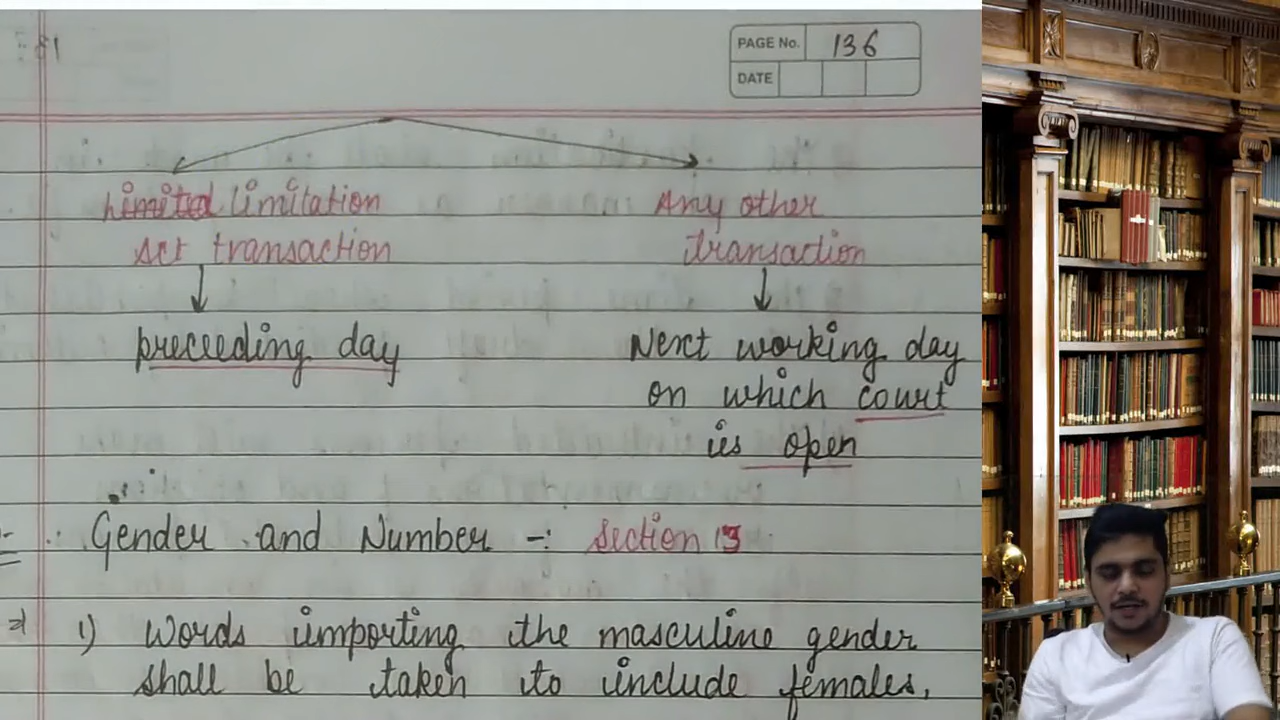 PAGE No. 136
DATE
limited limitation
Act transaction
preceeding day
Any other
transaction
Next working day
on which court
is open
Gender and Number -: Section 13
1) Words importing the masculine gender
shall be taken to include females,